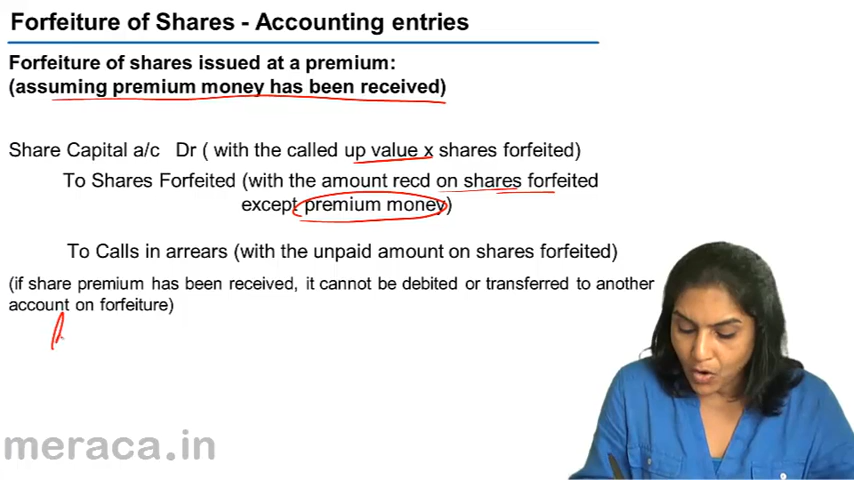 Forfeiture of Shares - Accounting entries
Forfeiture of shares issued at a premium:
(assuming premium money has been received)
Share Capital a/c Dr ( with the called up value x shares forfeited)
To Shares Forfeited (with the amount recd on shares forfeited
except premium money)
To Calls in arrears (with the unpaid amount on shares forfeited)
(if share premium has been received, it cannot be debited or transferred to another
account on forfeiture)
meraca.in